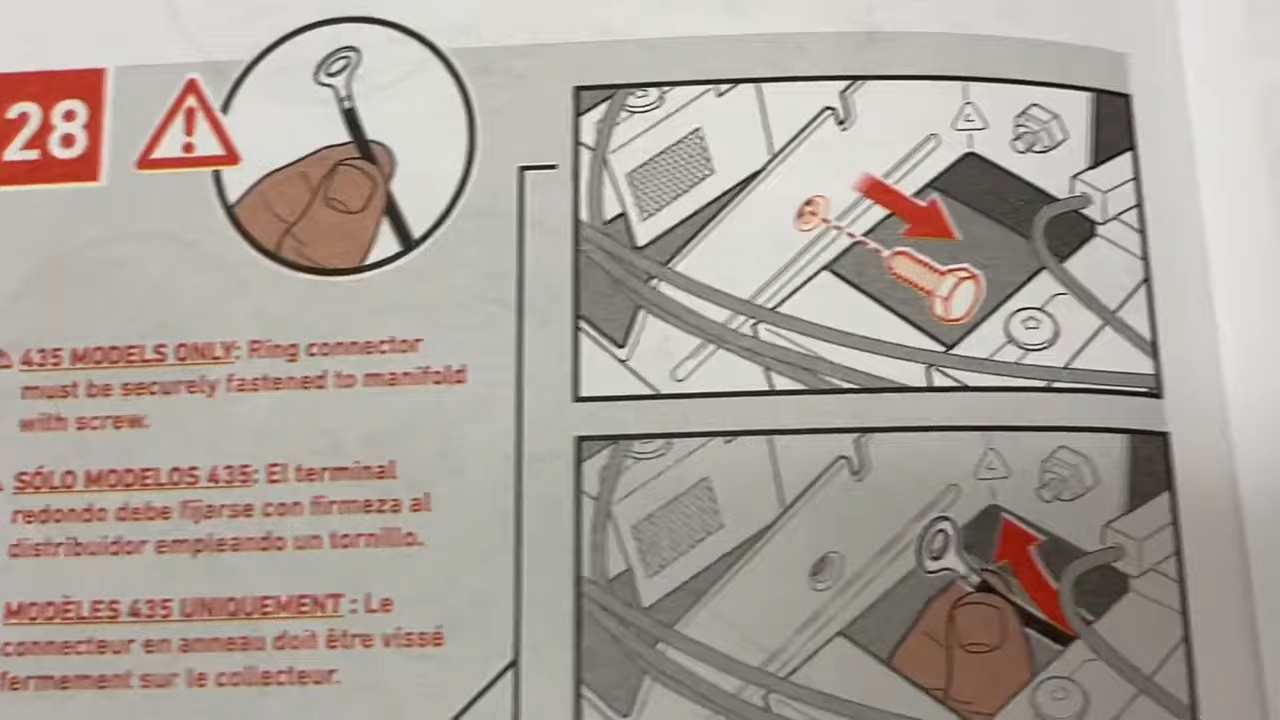 28
435 MODELS ONLY: Ring connector
must be securely fastened to manifold
with screw.
SÓLO MODELOS 435: El terminal
redondo debe fijarse con firmeza al
distribuidor empleando un tornillo.
MODÈLES 435 UNIQUEMENT : Le
connecteur en anneau doit être vissé
fermement sur le collecteur.